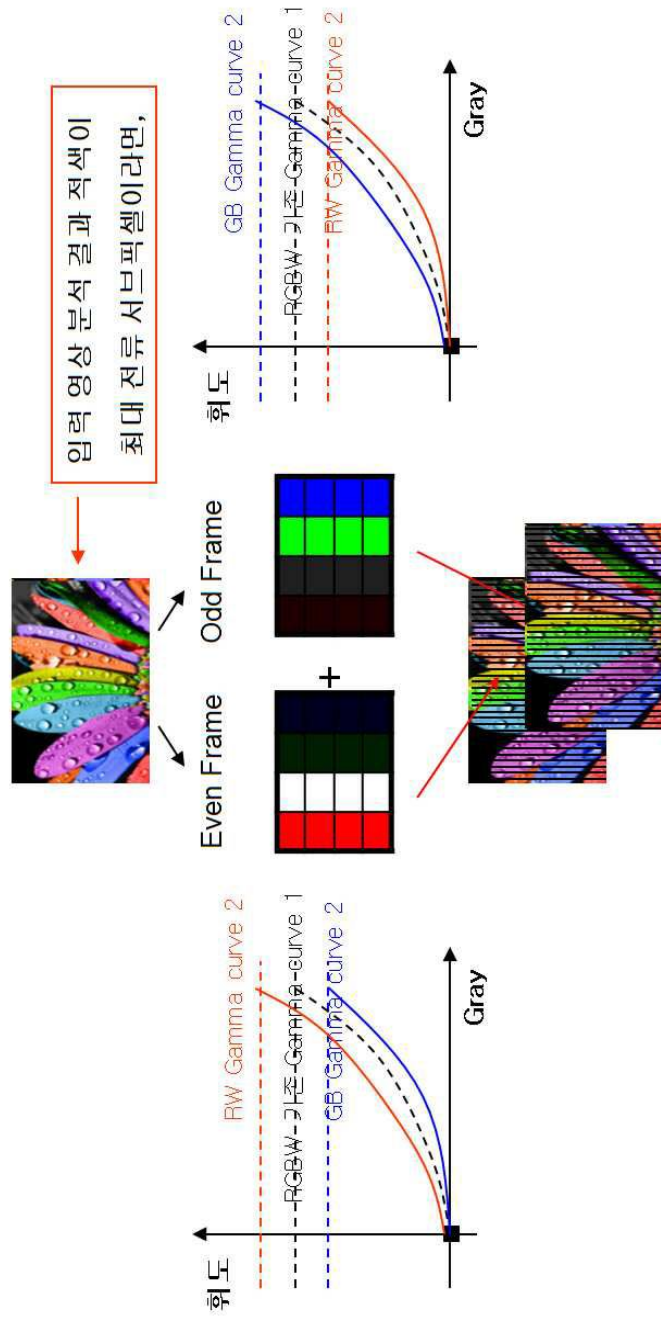 입력 영상 분석 결과 적색이
최대 전류 서브픽셀이라면,
Even Frame
Odd Frame
+
휘도
RW Gamma curve 2
RGBW 기존 Gamma curve 1
GB Gamma curve 2
Gray
휘도
GB Gamma curve 2
RGBW 기존 Gamma curve 1
RW Gamma curve 2
Gray